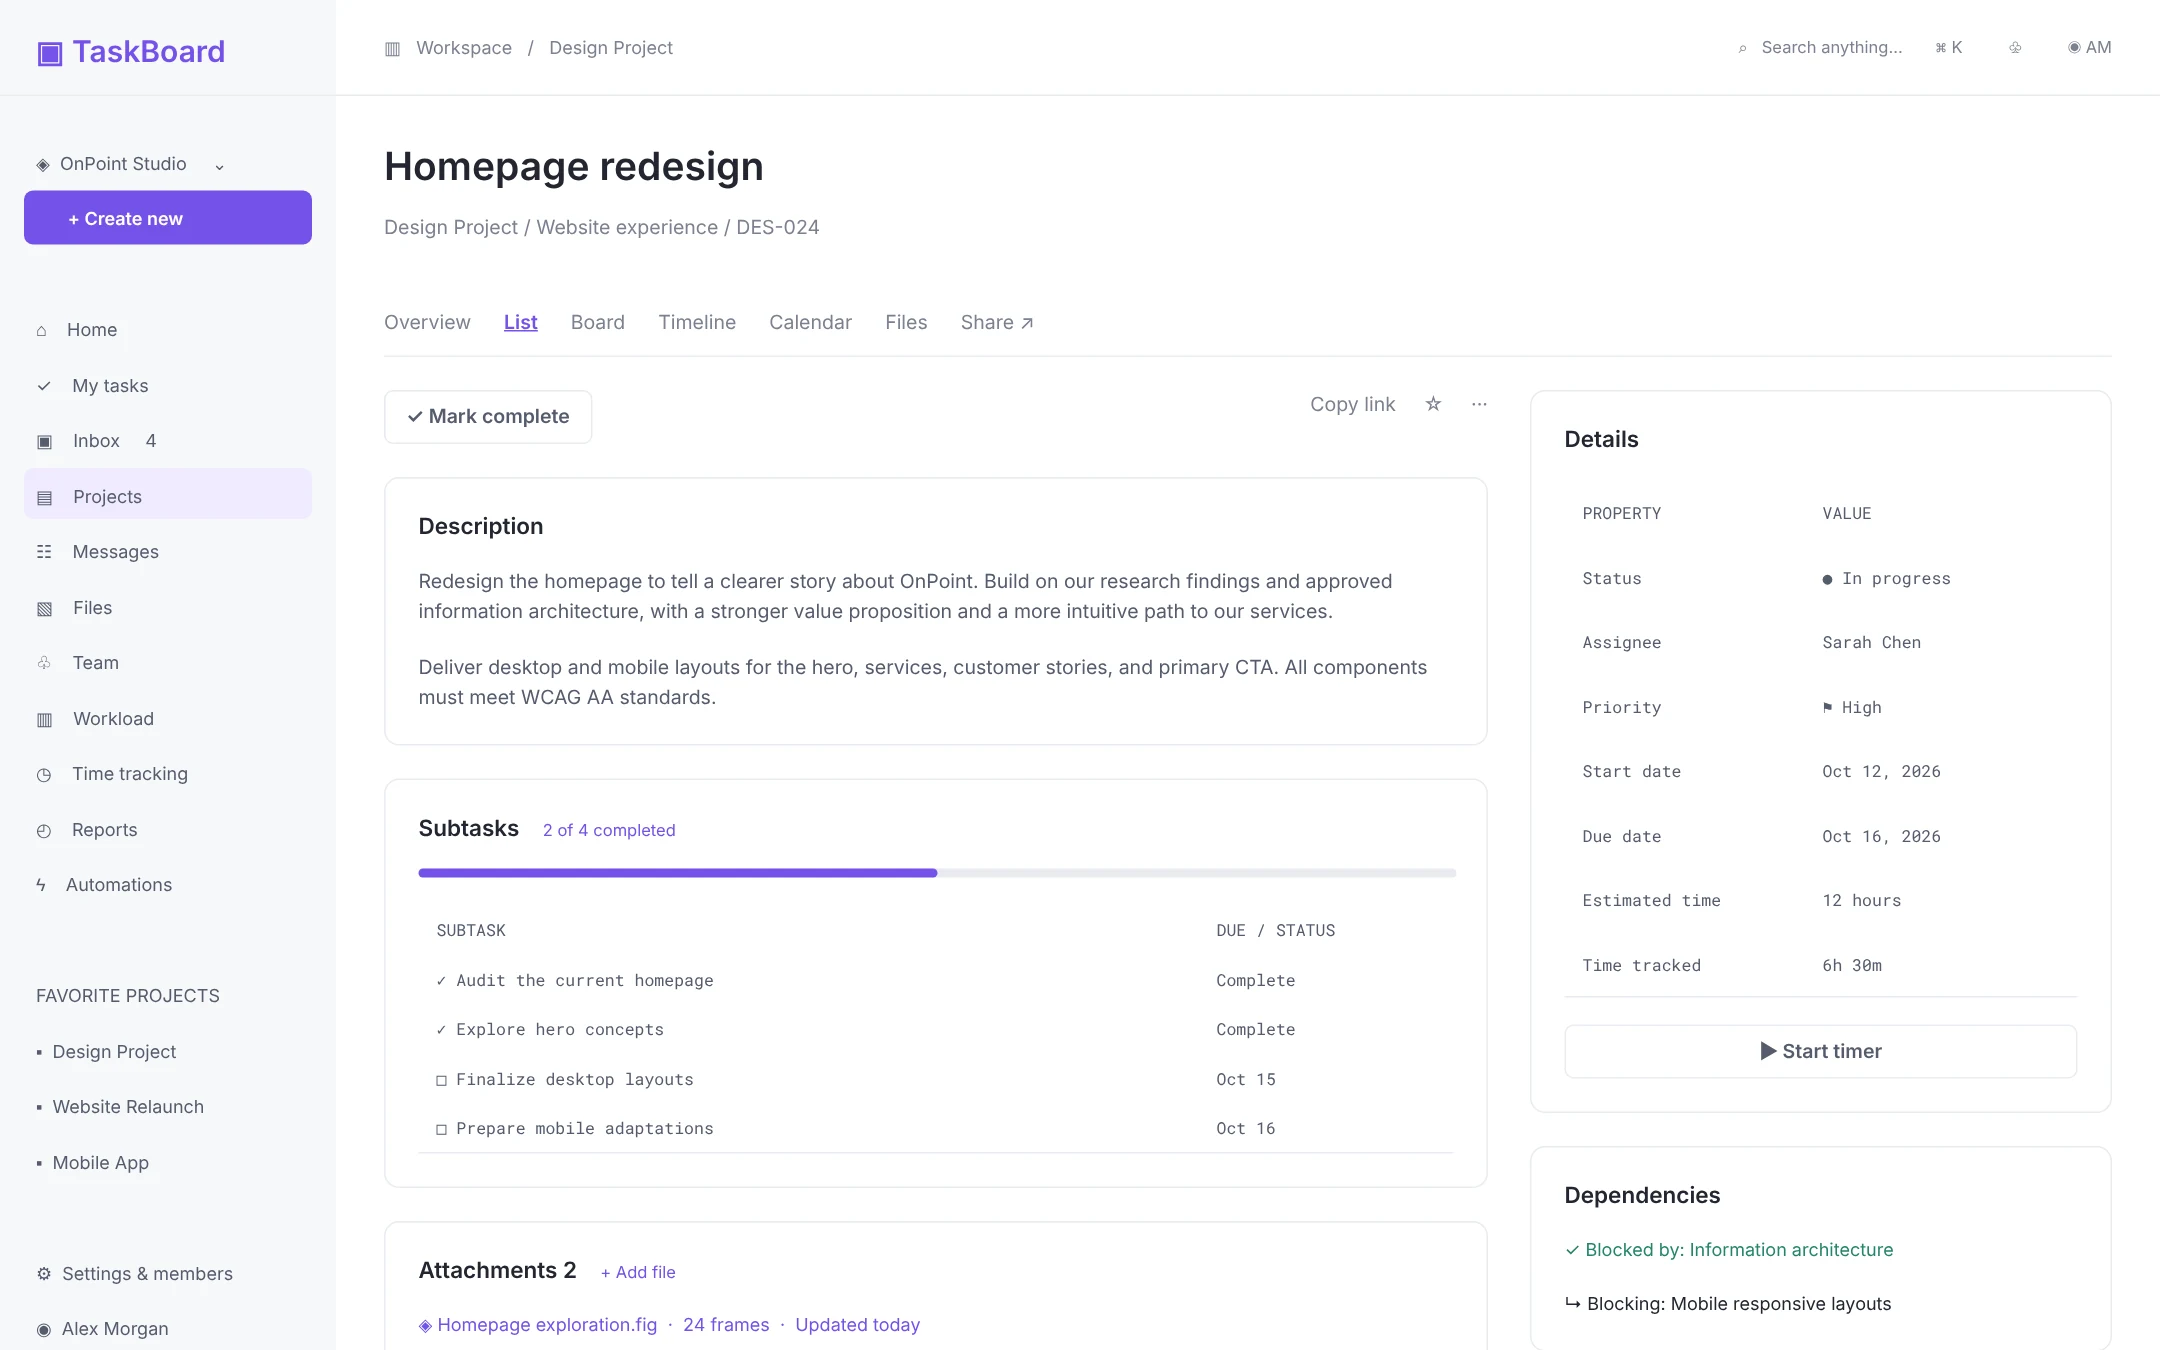 TaskBoard
Workspace / Design Project
Search anything... ⌘ K
AM
OnPoint Studio
+ Create new
Home
My tasks
Inbox 4
Projects
Messages
Files
Team
Workload
Time tracking
Reports
Automations
FAVORITE PROJECTS
▪ Design Project
▪ Website Relaunch
▪ Mobile App
Settings & members
Alex Morgan
Homepage redesign
Design Project / Website experience / DES-024
Overview List Board Timeline Calendar Files Share ↗
✓ Mark complete
Copy link ☆ ···
Description
Redesign the homepage to tell a clearer story about OnPoint. Build on our research findings and approved
information architecture, with a stronger value proposition and a more intuitive path to our services.
Deliver desktop and mobile layouts for the hero, services, customer stories, and primary CTA. All components
must meet WCAG AA standards.
Subtasks 2 of 4 completed
SUBTASK DUE / STATUS
✓ Audit the current homepage Complete
✓ Explore hero concepts Complete
□ Finalize desktop layouts Oct 15
□ Prepare mobile adaptations Oct 16
Attachments 2 + Add file
◈ Homepage exploration.fig · 24 frames · Updated today
Details
PROPERTY VALUE
Status ● In progress
Assignee Sarah Chen
Priority ⚑ High
Start date Oct 12, 2026
Due date Oct 16, 2026
Estimated time 12 hours
Time tracked 6h 30m
▶ Start timer
Dependencies
✓ Blocked by: Information architecture
↪ Blocking: Mobile responsive layouts